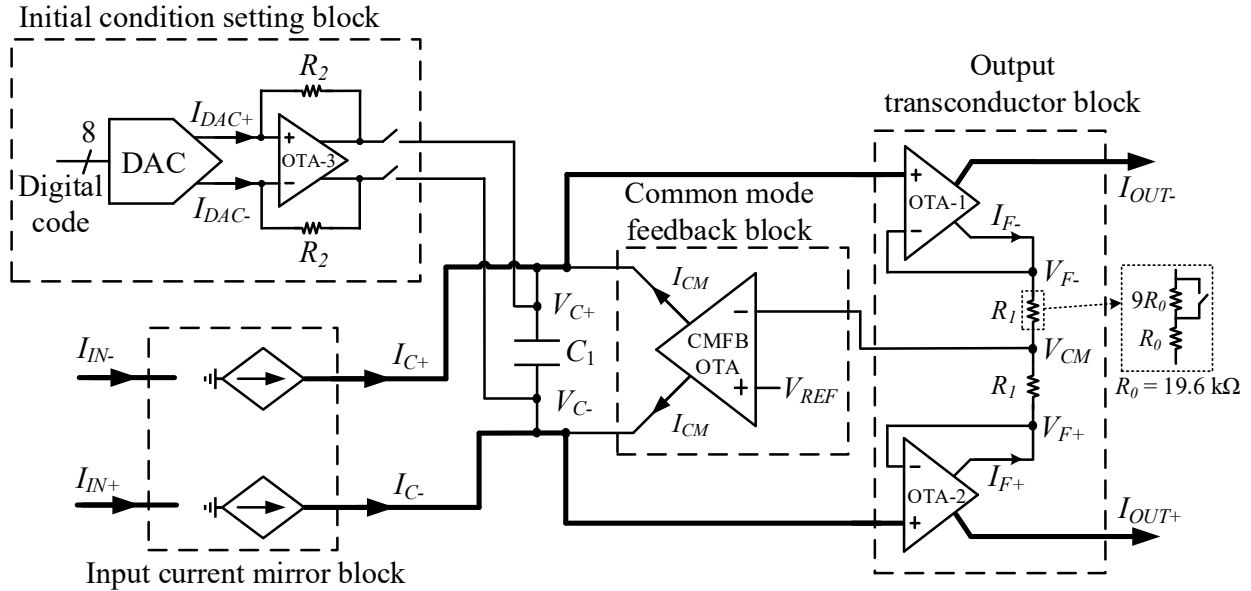 Initial condition setting block
R2
IDAC+
8
DAC
+
OTA-3
−
Digital
code
IDAC-
R2
Output
transconductor block
+
OTA-1
−
IOUT-
IF-
VF-
R1
9R0
R0
R0 = 19.6 kΩ
VCM
R1
VF+
−
OTA-2
+
IF+
IOUT+
Common mode
feedback block
ICM
−
CMFB
OTA
+
VREF
ICM
VC+
C1
VC-
IIN-
IC+
IIN+
IC-
Input current mirror block